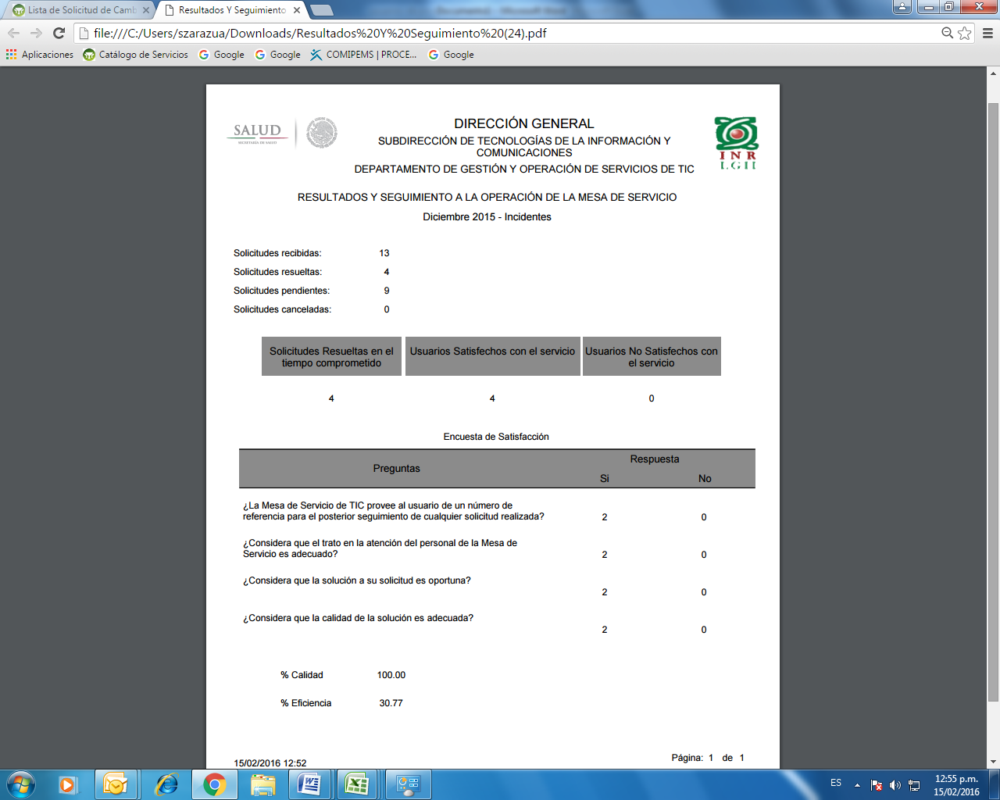 Lista de Solicitud de Camb
Resultados Y Seguimiento
file:///C:/Users/szarazua/Downloads/Resultados%20Y%20Seguimiento%20(24).pdf
Aplicaciones
Catálogo de Servicios
Google
Google
COMIPEMS | PROCE...
Google
SALUD
SECRETARÍA DE SALUD
DIRECCIÓN GENERAL
SUBDIRECCIÓN DE TECNOLOGÍAS DE LA INFORMACIÓN Y
COMUNICACIONES
DEPARTAMENTO DE GESTIÓN Y OPERACIÓN DE SERVICIOS DE TIC
INR
LGII
RESULTADOS Y SEGUIMIENTO A LA OPERACIÓN DE LA MESA DE SERVICIO
Diciembre 2015 - Incidentes
Solicitudes recibidas: 13
Solicitudes resueltas: 4
Solicitudes pendientes: 9
Solicitudes canceladas: 0
Solicitudes Resueltas en el
tiempo comprometido
Usuarios Satisfechos con el servicio
Usuarios No Satisfechos con
el servicio
4 4 0
Encuesta de Satisfacción
Preguntas
Respuesta
Si No
¿La Mesa de Servicio de TIC provee al usuario de un número de
referencia para el posterior seguimiento de cualquier solicitud realizada? 2 0
¿Considera que el trato en la atención del personal de la Mesa de
Servicio es adecuado? 2 0
¿Considera que la solución a su solicitud es oportuna?
2 0
¿Considera que la calidad de la solución es adecuada?
2 0
% Calidad 100.00
% Eficiencia 30.77
15/02/2016 12:52
Página: 1 de 1
ES
12:55 p.m.
15/02/2016